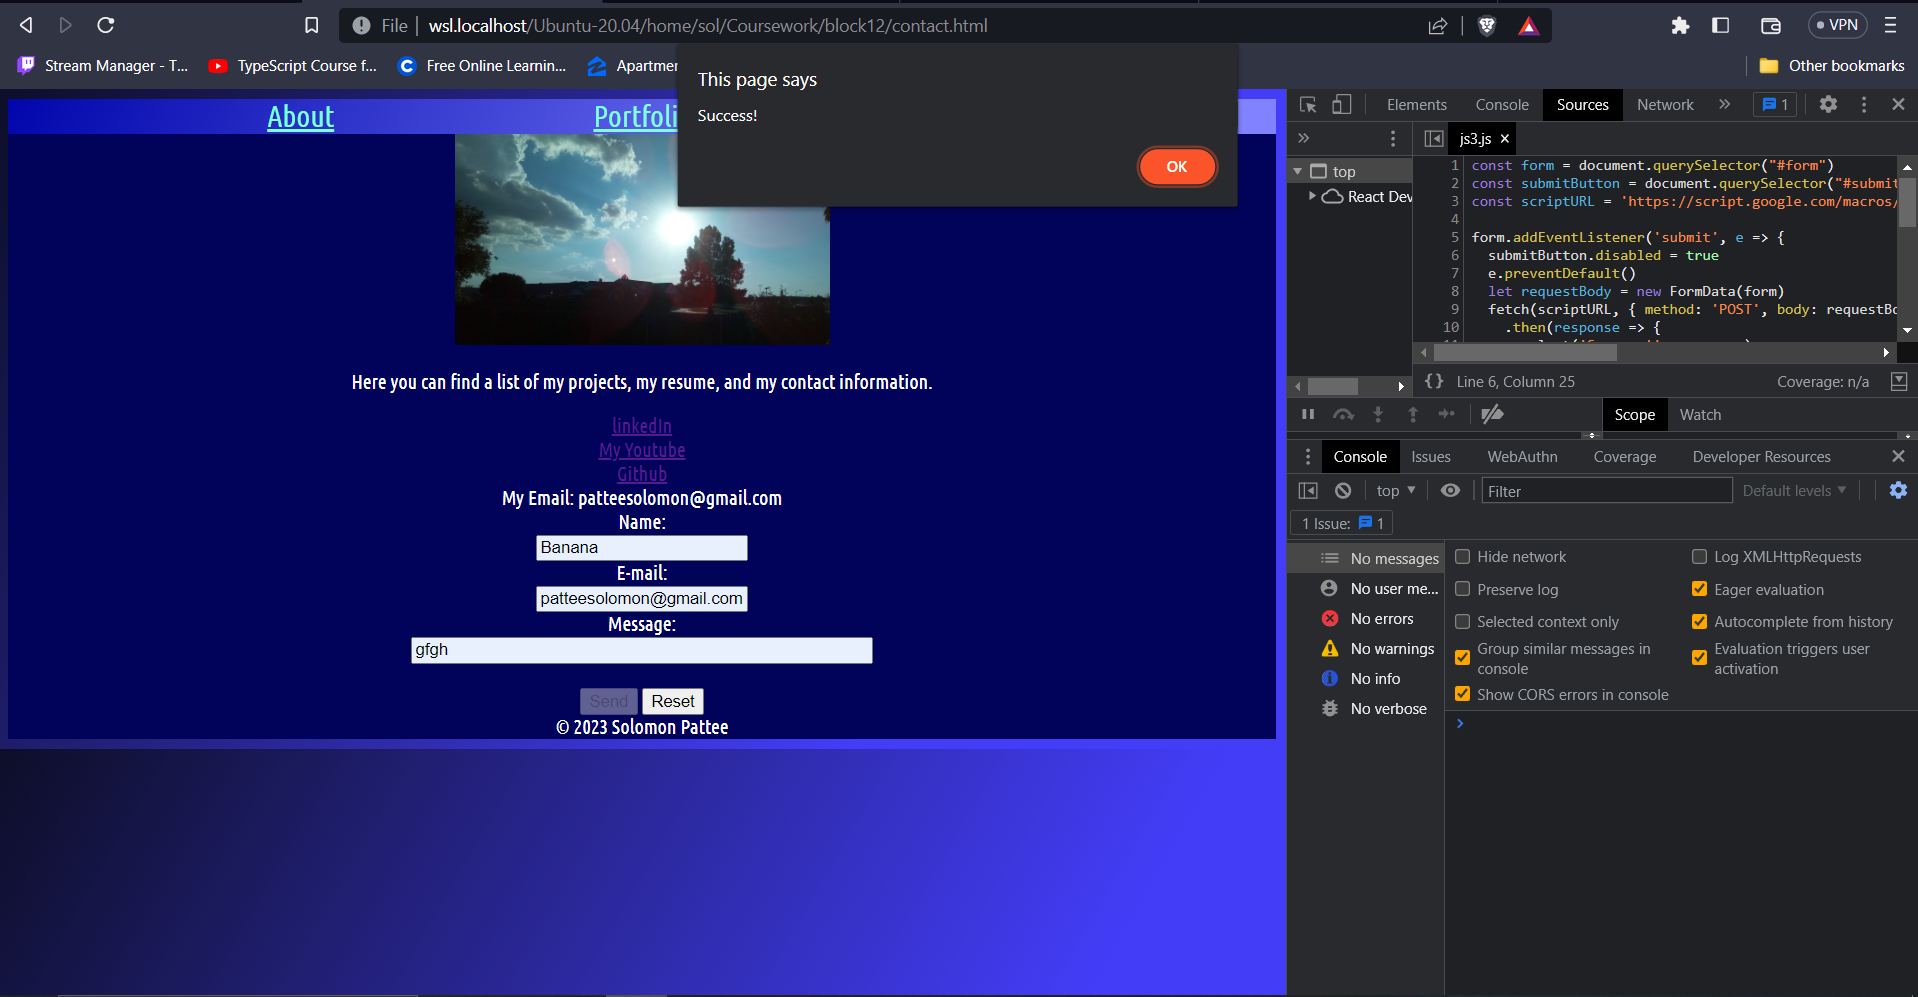 File | wsl.localhost/Ubuntu-20.04/home/sol/Coursework/block12/contact.html
VPN
Stream Manager - T...
TypeScript Course f...
Free Online Learnin...
Apartmen
Other bookmarks
This page says
Success!
OK
About
Portfoli
Here you can find a list of my projects, my resume, and my contact information.
linkedIn
My Youtube
Github
My Email: patteesolomon@gmail.com
Name:
Banana
E-mail:
patteesolomon@gmail.com
Message:
gfgh
Send Reset
© 2023 Solomon Pattee
Elements Console Sources Network » 1
» js3.js ×
top
React Dev
1 const form = document.querySelector("#form")
2 const submitButton = document.querySelector("#submit
3 const scriptURL = 'https://script.google.com/macros/
4
5 form.addEventListener('submit', e => {
6 submitButton.disabled = true
7 e.preventDefault()
8 let requestBody = new FormData(form)
9 fetch(scriptURL, { method: 'POST', body: requestBo
10 .then(response => {
{} Line 6, Column 25 Coverage: n/a
Scope Watch
Console Issues WebAuthn Coverage Developer Resources
top Filter Default levels
1 Issue: 1
No messages
No user me...
No errors
No warnings
No info
No verbose
Hide network
Preserve log
Selected context only
Group similar messages in
console
Show CORS errors in console
Log XMLHttpRequests
Eager evaluation
Autocomplete from history
Evaluation triggers user
activation